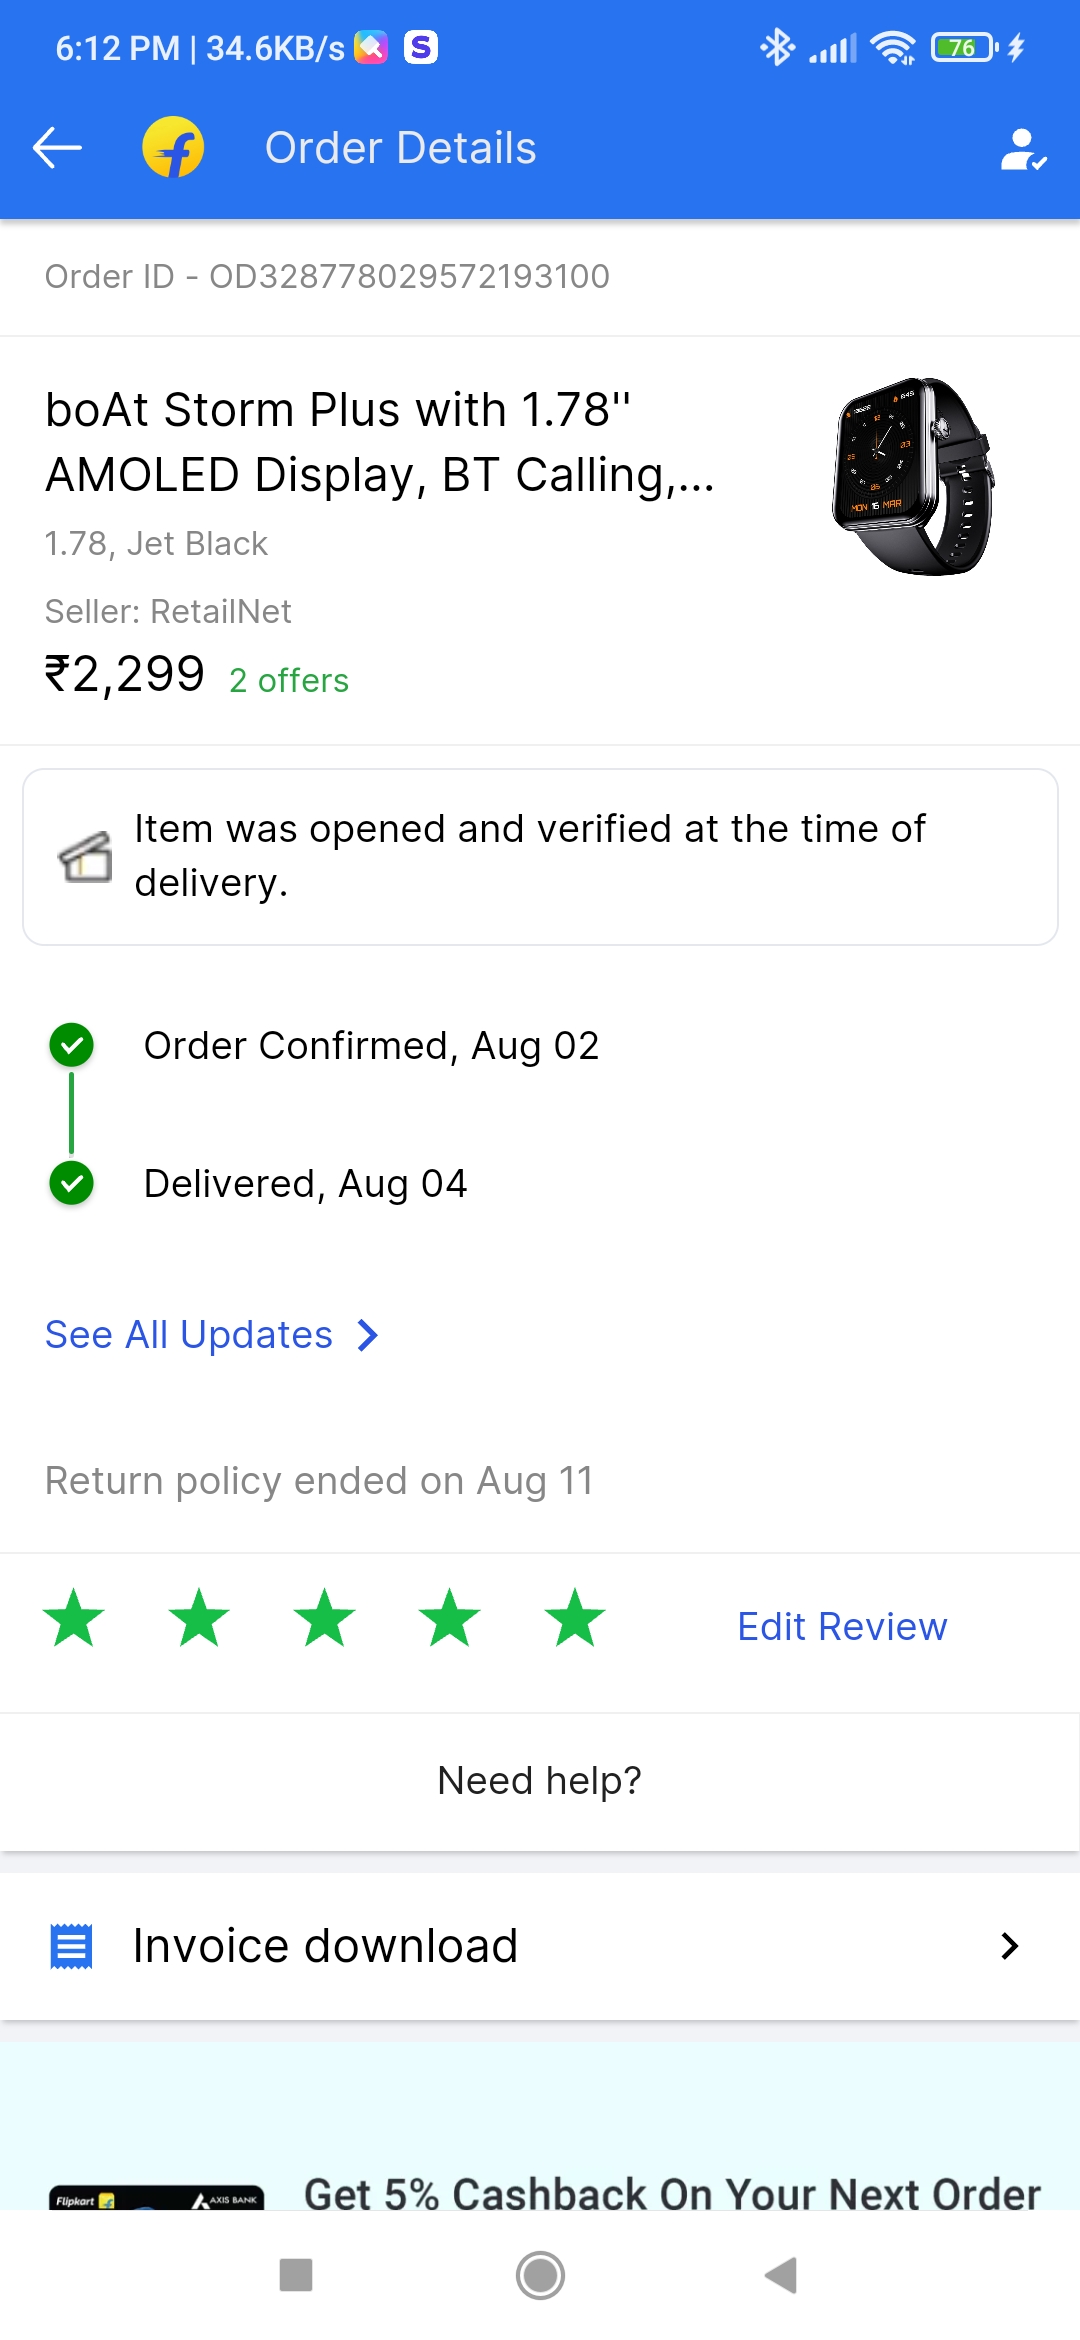 6:12 PM | 34.6KB/s S 76
Order Details
Order ID - OD328778029572193100
boAt Storm Plus with 1.78"
AMOLED Display, BT Calling,...
1.78, Jet Black
Seller: RetailNet
₹2,299 2 offers
Item was opened and verified at the time of
delivery.
Order Confirmed, Aug 02
Delivered, Aug 04
See All Updates
Return policy ended on Aug 11
Edit Review
Need help?
Invoice download
Flipkart AXIS BANK
Get 5% Cashback On Your Next Order